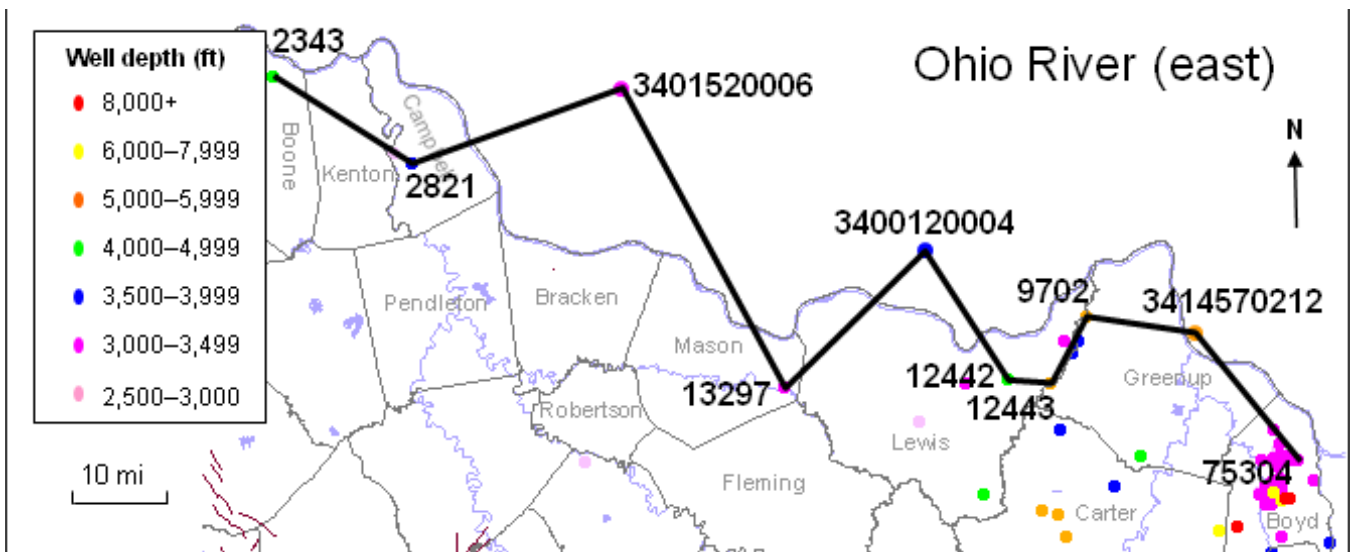 Well depth (ft)
8,000+
6,000–7,999
5,000–5,999
4,000–4,999
3,500–3,999
3,000–3,499
2,500–3,000
10 mi
Ohio River (east)
N
2343
3401520006
2821
3400120004
9702
3414570212
13297
12442
12443
75304
Boone
Kenton
Campbell
Pendleton
Bracken
Mason
Robertson
Fleming
Lewis
Greenup
Carter
Boyd